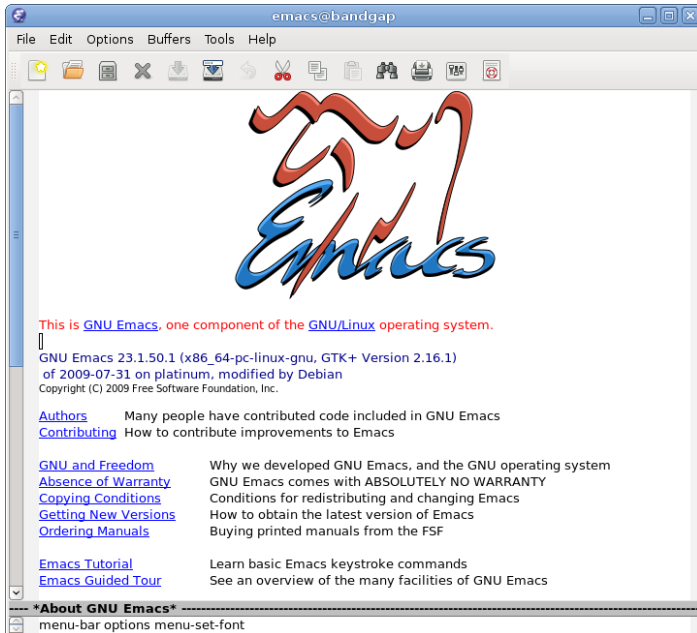 emacs@bandgap
File Edit Options Buffers Tools Help
Emacs
This is GNU Emacs, one component of the GNU/Linux operating system.
GNU Emacs 23.1.50.1 (x86_64-pc-linux-gnu, GTK+ Version 2.16.1)
of 2009-07-31 on platinum, modified by Debian
Copyright (C) 2009 Free Software Foundation, Inc.
Authors Many people have contributed code included in GNU Emacs
Contributing How to contribute improvements to Emacs
GNU and Freedom Why we developed GNU Emacs, and the GNU operating system
Absence of Warranty GNU Emacs comes with ABSOLUTELY NO WARRANTY
Copying Conditions Conditions for redistributing and changing Emacs
Getting New Versions How to obtain the latest version of Emacs
Ordering Manuals Buying printed manuals from the FSF
Emacs Tutorial Learn basic Emacs keystroke commands
Emacs Guided Tour See an overview of the many facilities of GNU Emacs
---- *About GNU Emacs* ----
menu-bar options menu-set-font